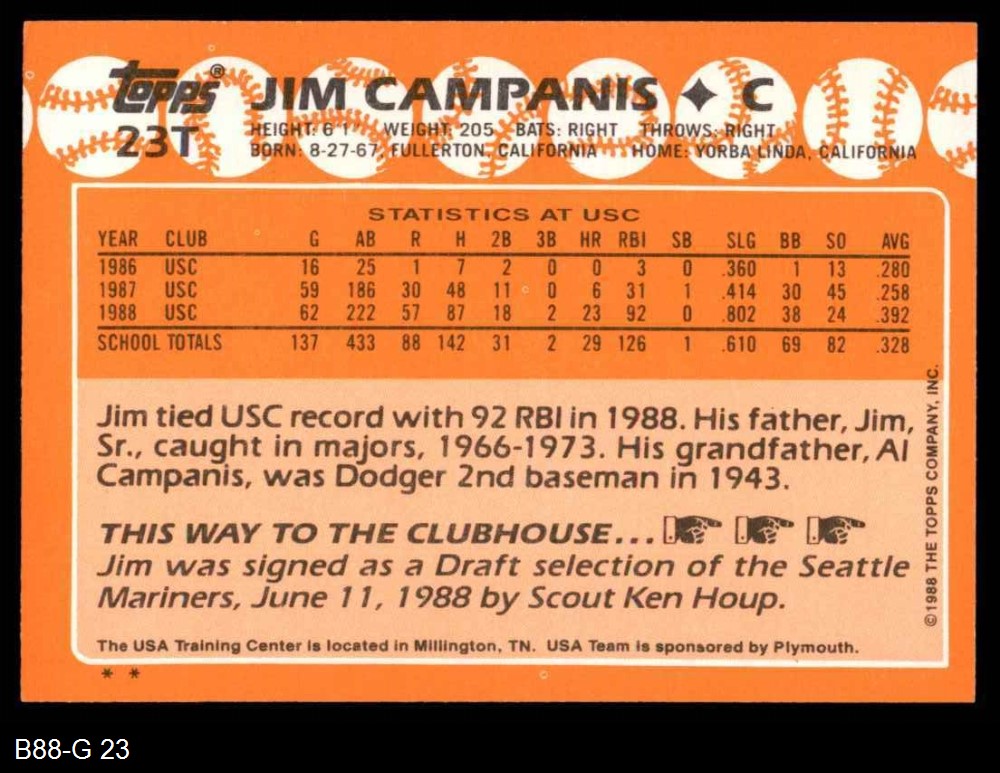 topps® JIM CAMPANIS ✦ C
23T
HEIGHT: 6'1" WEIGHT: 205 BATS: RIGHT THROWS: RIGHT
BORN: 8-27-67, FULLERTON, CALIFORNIA HOME: YORBA LINDA, CALIFORNIA
STATISTICS AT USC
YEAR CLUB G AB R H 2B 3B HR RBI SB SLG BB SO AVG
1986 USC 16 25 1 7 2 0 0 3 0 .360 1 13 .280
1987 USC 59 186 30 48 11 0 6 31 1 .414 30 45 .258
1988 USC 62 222 57 87 18 2 23 92 0 .802 38 24 .392
SCHOOL TOTALS 137 433 88 142 31 2 29 126 1 .610 69 82 .328
Jim tied USC record with 92 RBI in 1988. His father, Jim,
Sr., caught in majors, 1966-1973. His grandfather, Al
Campanis, was Dodger 2nd baseman in 1943.
THIS WAY TO THE CLUBHOUSE...
Jim was signed as a Draft selection of the Seattle
Mariners, June 11, 1988 by Scout Ken Houp.
The USA Training Center is located in Millington, TN. USA Team is sponsored by Plymouth.
* *
©1988 THE TOPPS COMPANY, INC.
B88-G 23